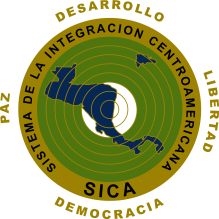 DESARROLLO
PAZ
SISTEMA DE LA INTEGRACION CENTROAMERICANA
LIBERTAD
SICA
DEMOCRACIA